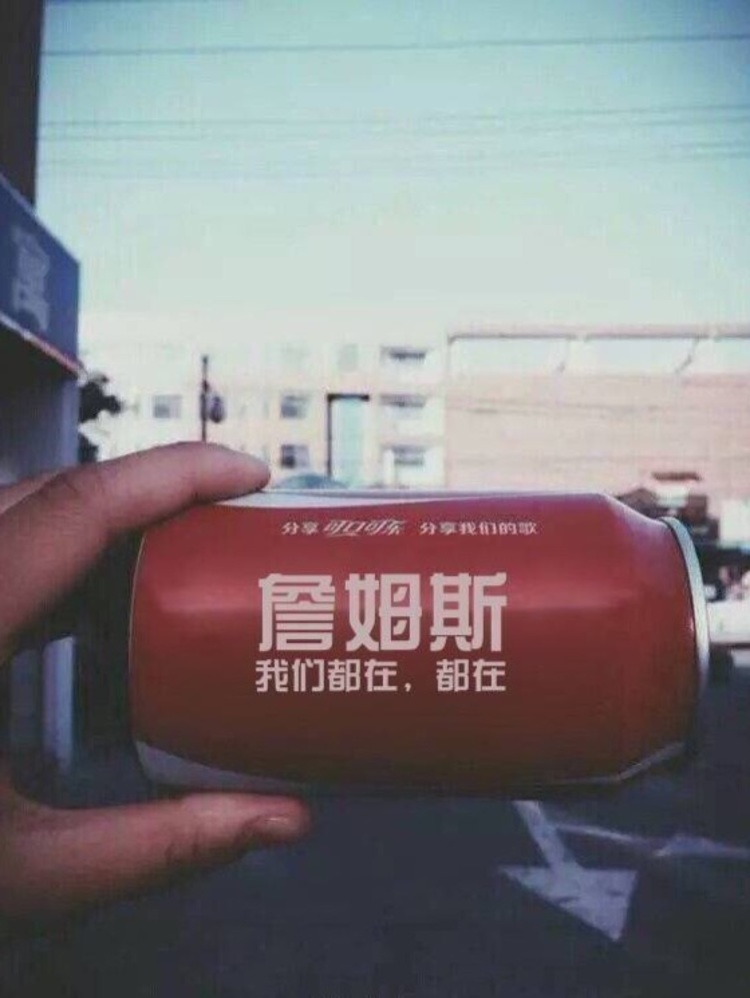 分享 可口可乐 分享我们的歌
詹姆斯
我们都在，都在